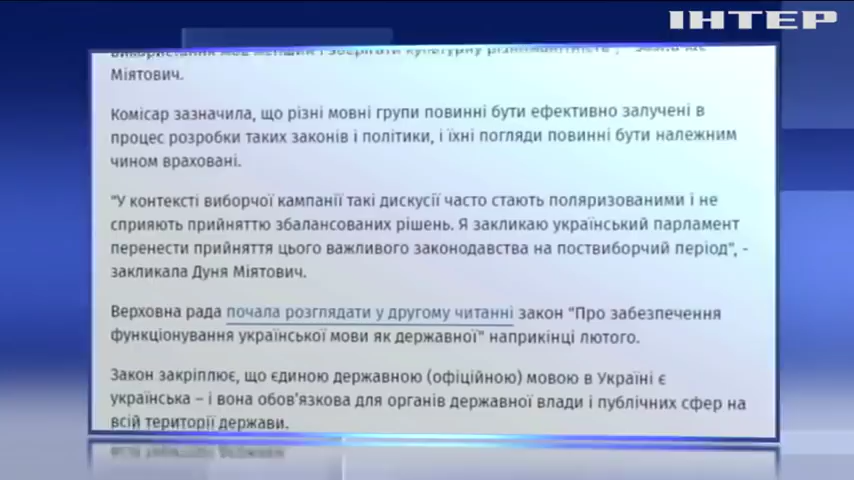 ІНТЕР
Міятович.
Комісар зазначила, що різні мовні групи повинні бути ефективно залучені в
процес розробки таких законів і політики, і їхні погляди повинні бути належним
чином враховані.
"У контексті виборчої кампанії такі дискусії часто стають поляризованими і не
сприяють прийняттю збалансованих рішень. Я закликаю український парламент
перенести прийняття цього важливого законодавства на поствиборчий період", -
закликала Дуня Міятович.
Верховна рада почала розглядати у другому читанні закон "Про забезпечення
функціонування української мови як державної" наприкінці лютого.
Закон закріплює, що єдиною державною (офіційною) мовою в Україні є
українська – і вона обов'язкова для органів державної влади і публічних сфер на
всій території держави.